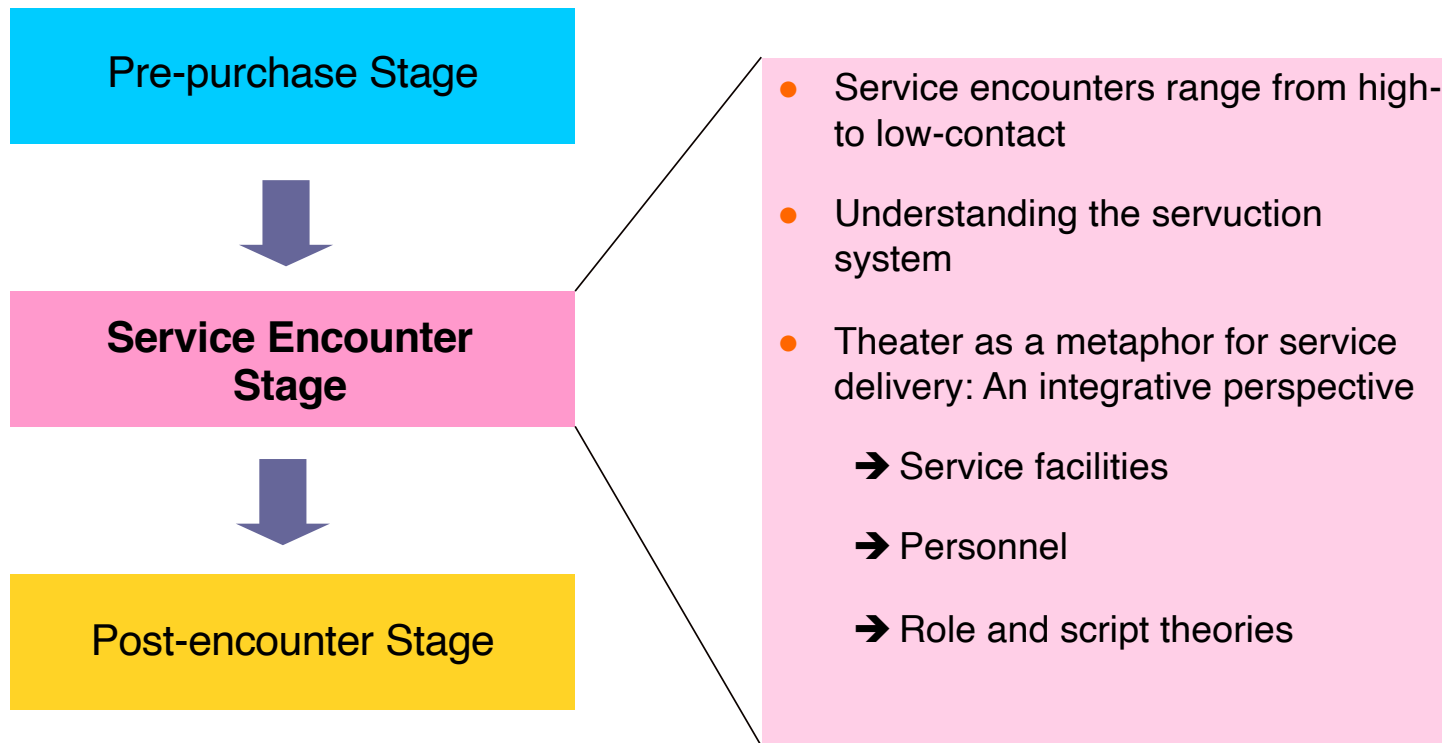 Pre-purchase Stage
Service Encounter
Stage
Post-encounter Stage
● Service encounters range from high-
to low-contact
● Understanding the servuction
system
● Theater as a metaphor for service
delivery: An integrative perspective
➔ Service facilities
➔ Personnel
➔ Role and script theories